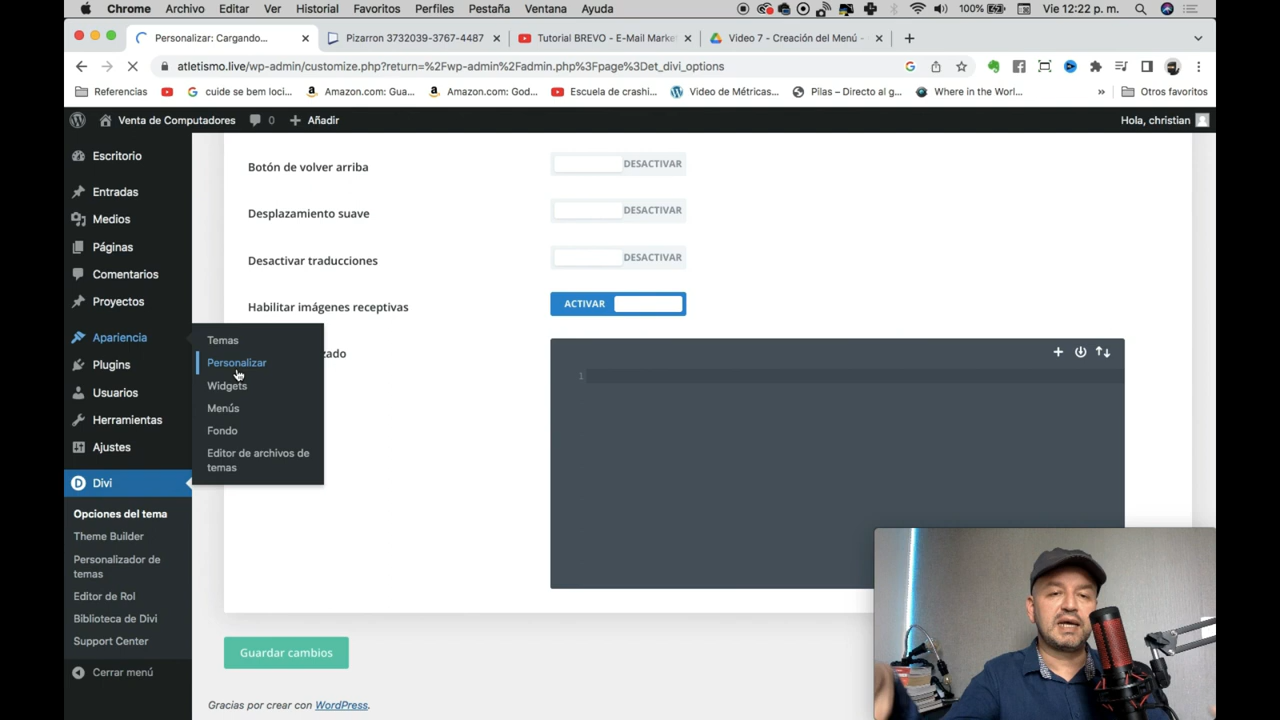 Chrome Archivo Editar Ver Historial Favoritos Perfiles Pestaña Ventana Ayuda 100% Vie 12:22 p. m.
Personalizar: Cargando... Pizarron 3732039-3767-4487 Tutorial BREVO - E-Mail Marke Video 7 - Creación del Menú -
atletismo.live/wp-admin/customize.php?return=%2Fwp-admin%2Fadmin.php%3Fpage%3Det_divi_options
Referencias cuide se bem loci... Amazon.com: Gua... Amazon.com: God... Escuela de crashi... Video de Métricas... Pilas – Directo al g... Where in the World... » Otros favoritos
Venta de Computadores 0 Añadir Hola, christian
Escritorio
Entradas
Medios
Páginas
Comentarios
Proyectos
Apariencia
Plugins
Usuarios
Herramientas
Ajustes
Divi
Opciones del tema
Theme Builder
Personalizador de
temas
Editor de Rol
Biblioteca de Divi
Support Center
Cerrar menú
Temas
Personalizar
Widgets
Menús
Fondo
Editor de archivos de
temas
Botón de volver arriba DESACTIVAR
Desplazamiento suave DESACTIVAR
Desactivar traducciones DESACTIVAR
Habilitar imágenes receptivas ACTIVAR
zado
1
Guardar cambios
Gracias por crear con WordPress.